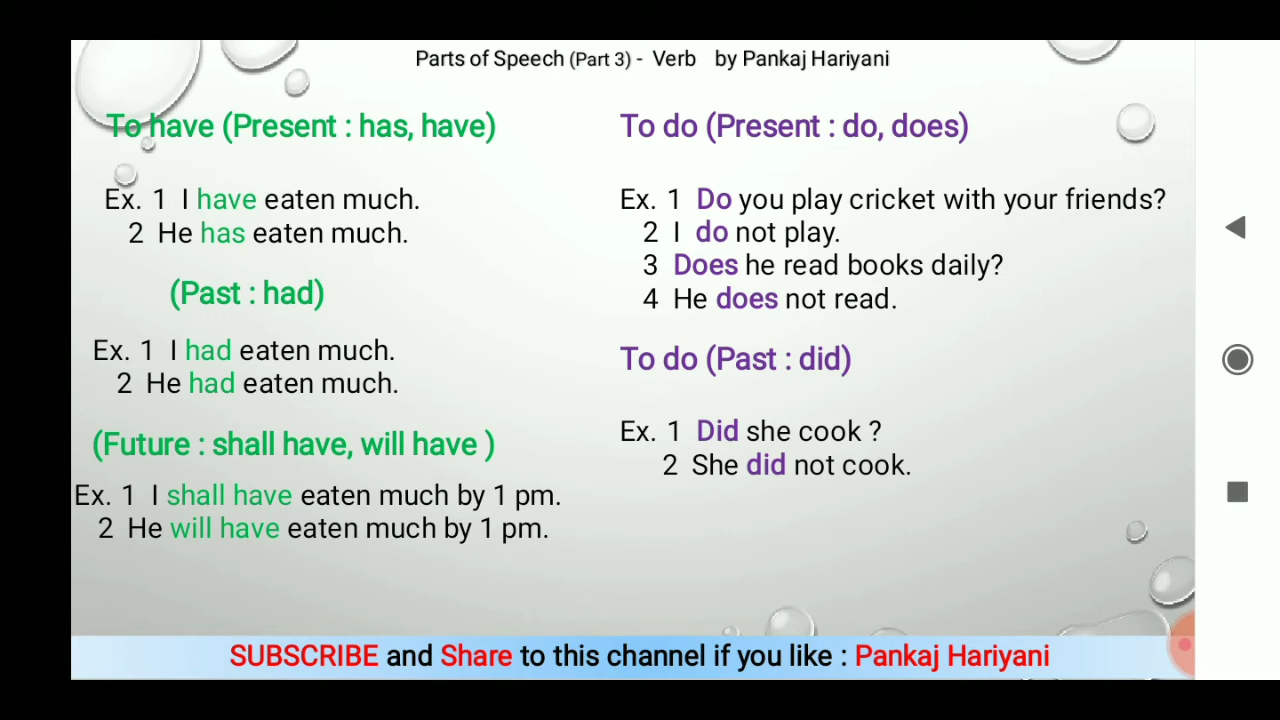 Parts of Speech (Part 3) - Verb by Pankaj Hariyani
To have (Present : has, have)
Ex. 1 I have eaten much.
2 He has eaten much.
(Past : had)
Ex. 1 I had eaten much.
2 He had eaten much.
(Future : shall have, will have )
Ex. 1 I shall have eaten much by 1 pm.
2 He will have eaten much by 1 pm.
To do (Present : do, does)
Ex. 1 Do you play cricket with your friends?
2 I do not play.
3 Does he read books daily?
4 He does not read.
To do (Past : did)
Ex. 1 Did she cook ?
2 She did not cook.
SUBSCRIBE and Share to this channel if you like : Pankaj Hariyani